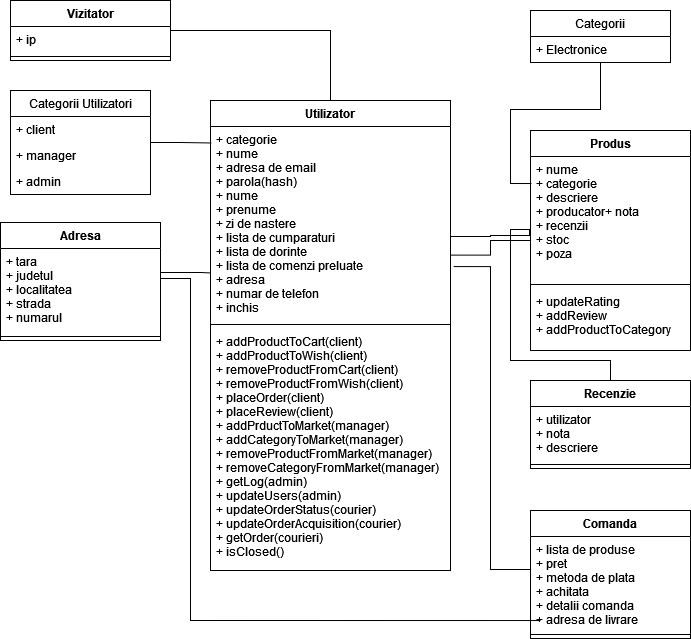 Vizitator
+ ip
Categorii Utilizatori
+ client
+ manager
+ admin
Adresa
+ tara
+ judetul
+ localitatea
+ strada
+ numarul
Utilizator
+ categorie
+ nume
+ adresa de email
+ parola(hash)
+ nume
+ prenume
+ zi de nastere
+ lista de cumparaturi
+ lista de dorinte
+ lista de comenzi preluate
+ adresa
+ numar de telefon
+ inchis
+ addProductToCart(client)
+ addProductToWish(client)
+ removeProductFromCart(client)
+ removeProductFromWish(client)
+ placeOrder(client)
+ placeReview(client)
+ addPrductToMarket(manager)
+ addCategoryToMarket(manager)
+ removeProductFromMarket(manager)
+ removeCategoryFromMarket(manager)
+ getLog(admin)
+ updateUsers(admin)
+ updateOrderStatus(courier)
+ updateOrderAcquisition(courier)
+ getOrder(courieri)
+ isClosed()
Categorii
+ Electronice
Produs
+ nume
+ categorie
+ descriere
+ producator+ nota
+ recenzii
+ stoc
+ poza
+ updateRating
+ addReview
+ addProductToCategory
Recenzie
+ utilizator
+ nota
+ descriere
Comanda
+ lista de produse
+ pret
+ metoda de plata
+ achitata
+ detalii comanda
+ adresa de livrare